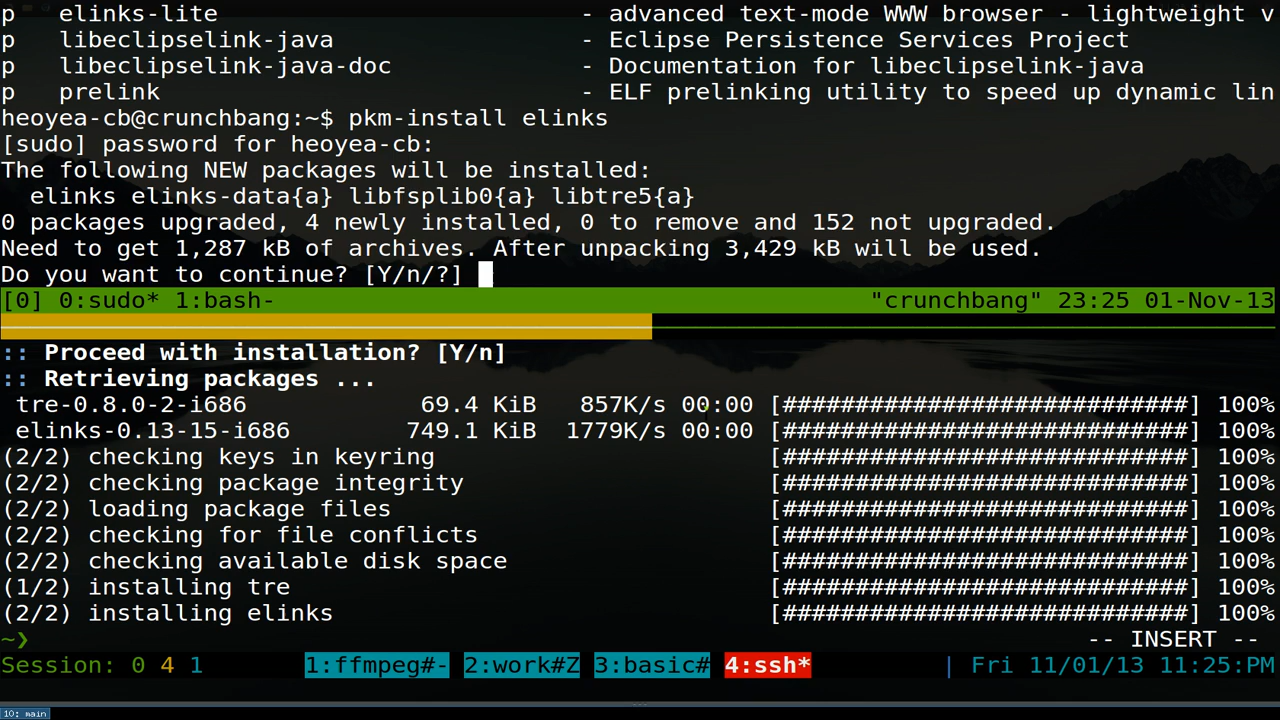 p   elinks-lite                         - advanced text-mode WWW browser - lightweight v
p   libeclipselink-java                 - Eclipse Persistence Services Project
p   libeclipselink-java-doc             - Documentation for libeclipselink-java
p   prelink                             - ELF prelinking utility to speed up dynamic lin
heoyea-cb@crunchbang:~$ pkm-install elinks
[sudo] password for heoyea-cb:
The following NEW packages will be installed:
  elinks elinks-data{a} libfsplib0{a} libtre5{a}
0 packages upgraded, 4 newly installed, 0 to remove and 152 not upgraded.
Need to get 1,287 kB of archives. After unpacking 3,429 kB will be used.
Do you want to continue? [Y/n/?]
[0] 0:sudo* 1:bash-                                         "crunchbang" 23:25 01-Nov-13
:: Proceed with installation? [Y/n]
:: Retrieving packages ...
 tre-0.8.0-2-i686            69.4 KiB   857K/s 00:00 [############################] 100%
 elinks-0.13-15-i686        749.1 KiB  1779K/s 00:00 [############################] 100%
(2/2) checking keys in keyring                       [############################] 100%
(2/2) checking package integrity                     [############################] 100%
(2/2) loading package files                          [############################] 100%
(2/2) checking for file conflicts                    [############################] 100%
(2/2) checking available disk space                  [############################] 100%
(1/2) installing tre                                 [############################] 100%
(2/2) installing elinks                              [############################] 100%
~❯                                                                         -- INSERT --
Session: 0 4 1       1:ffmpeg#- 2:work#Z 3:basic# 4:ssh*         | Fri 11/01/13 11:25:PM
10: main